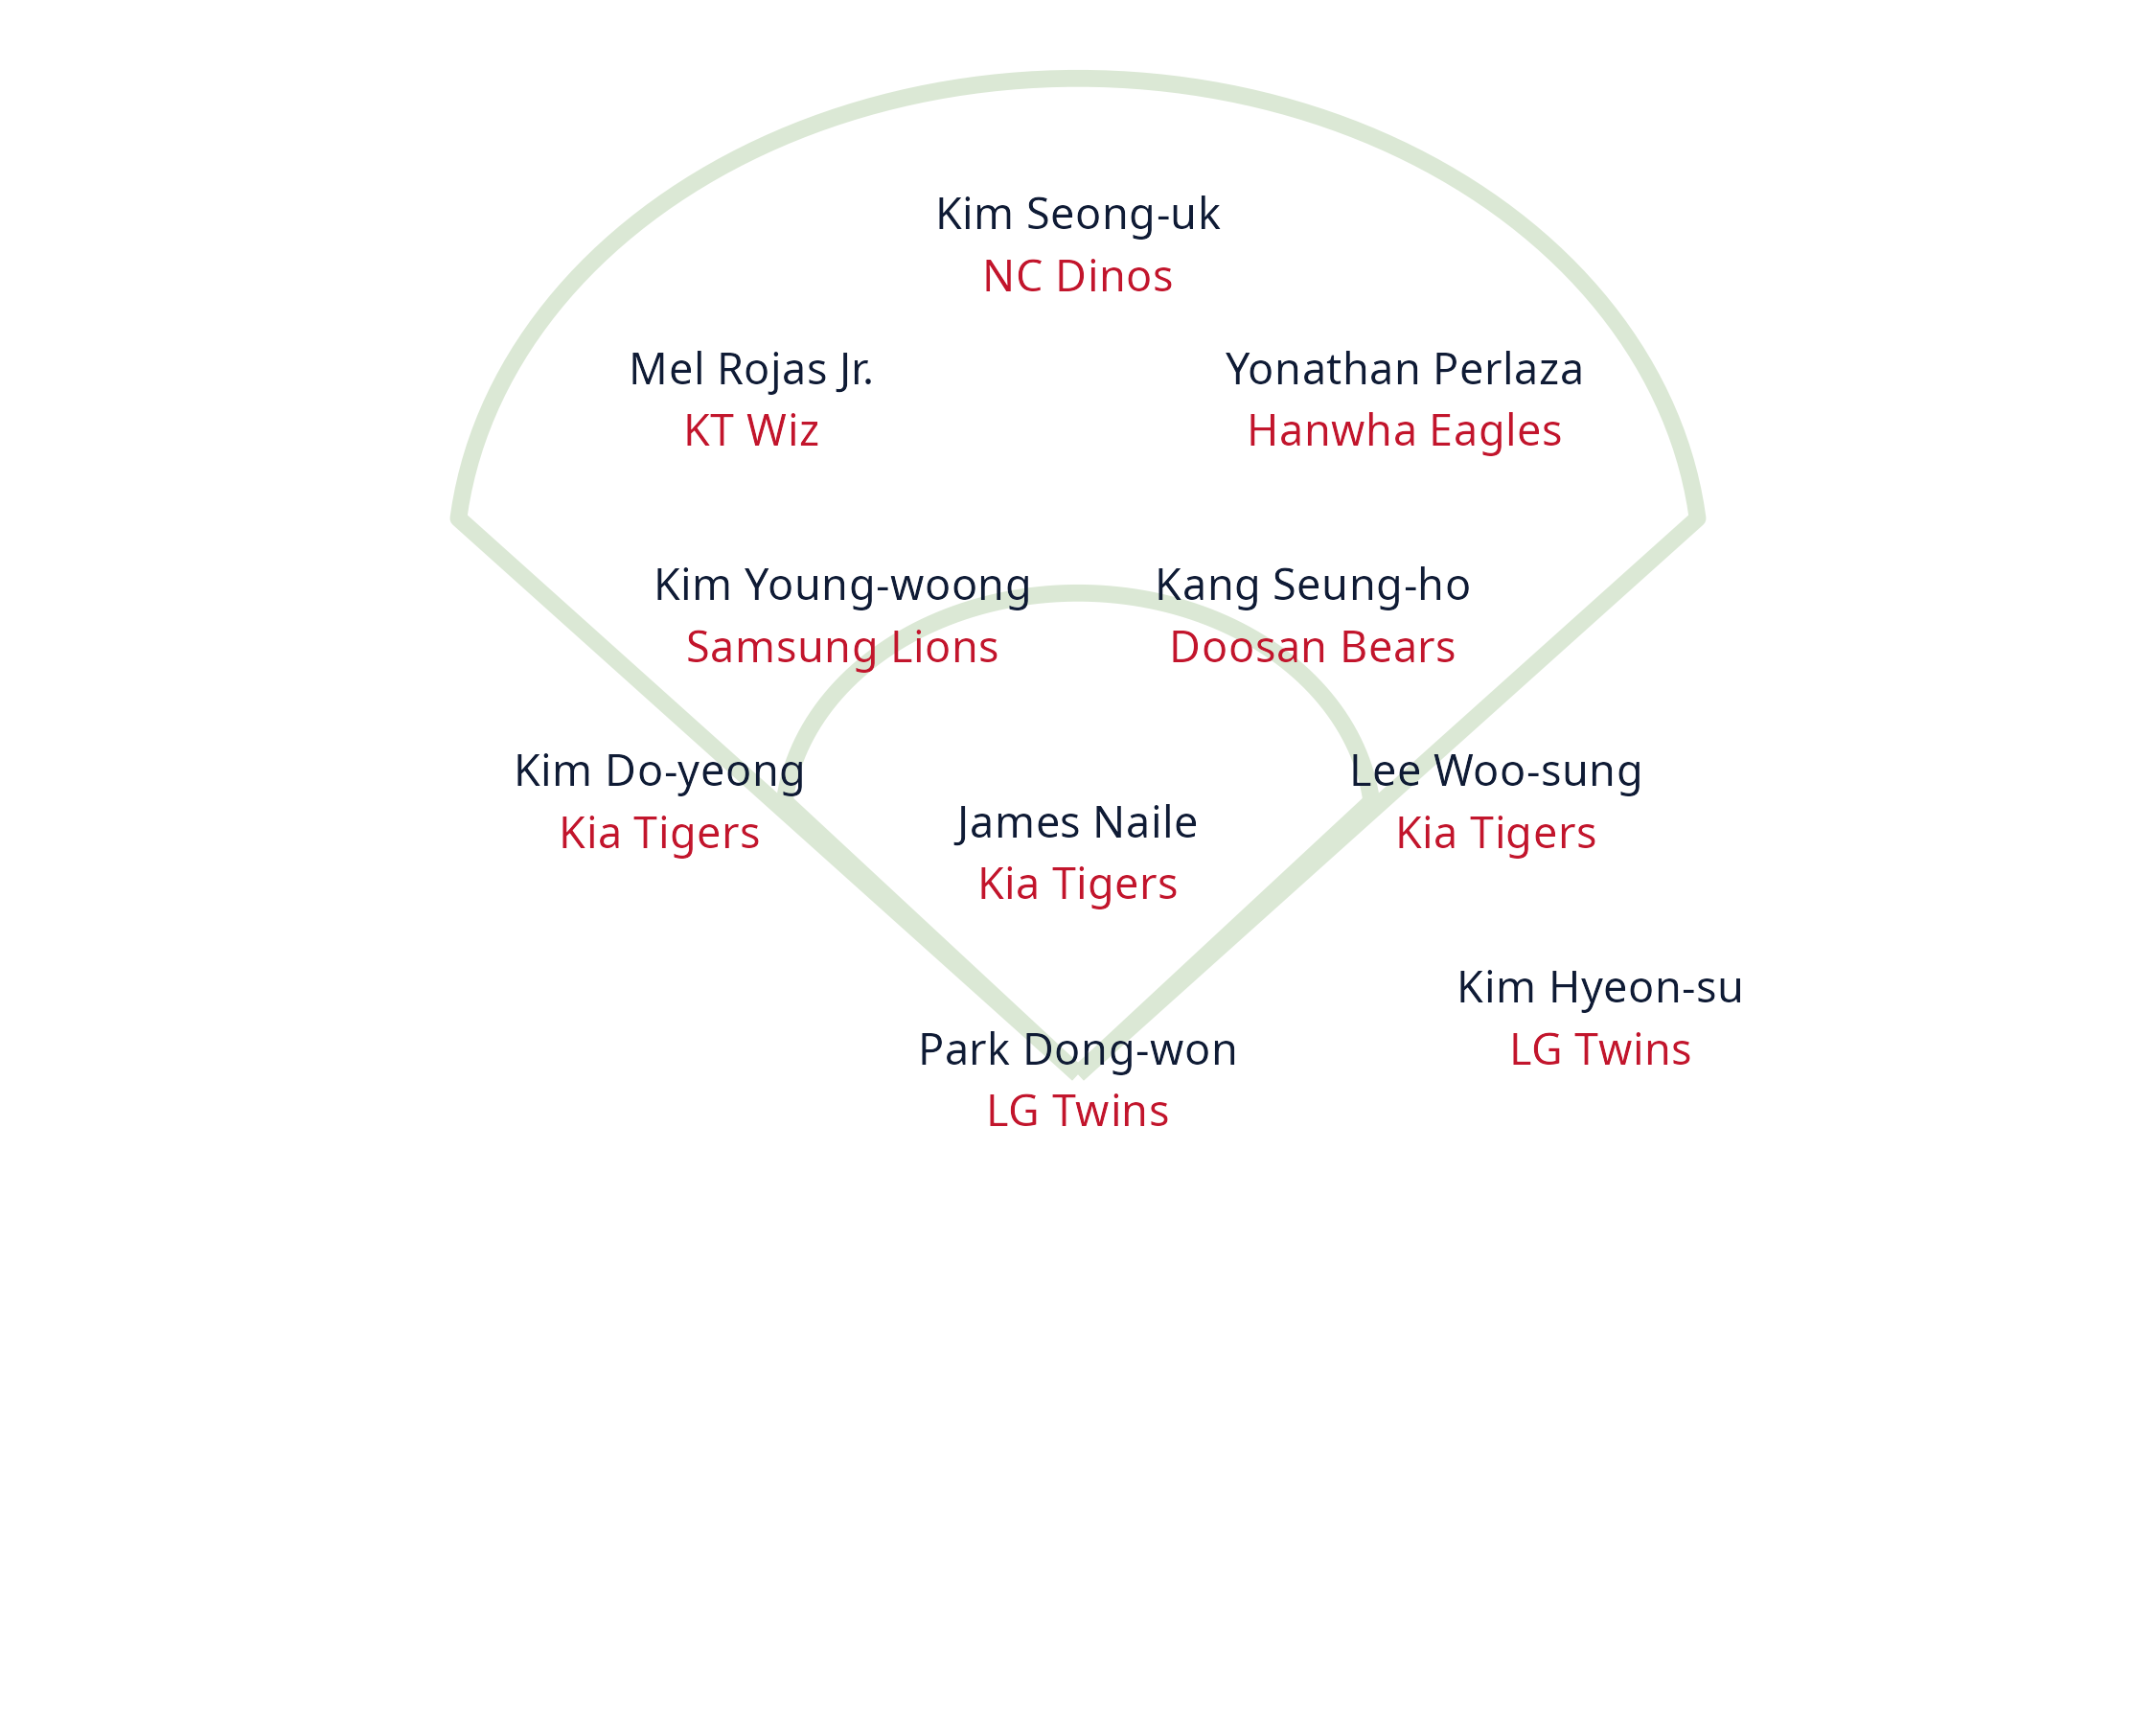 Kim Seong-uk
NC Dinos
Mel Rojas Jr.
KT Wiz
Yonathan Perlaza
Hanwha Eagles
Kim Young-woong
Samsung Lions
Kang Seung-ho
Doosan Bears
Kim Do-yeong
Kia Tigers
James Naile
Kia Tigers
Lee Woo-sung
Kia Tigers
Park Dong-won
LG Twins
Kim Hyeon-su
LG Twins